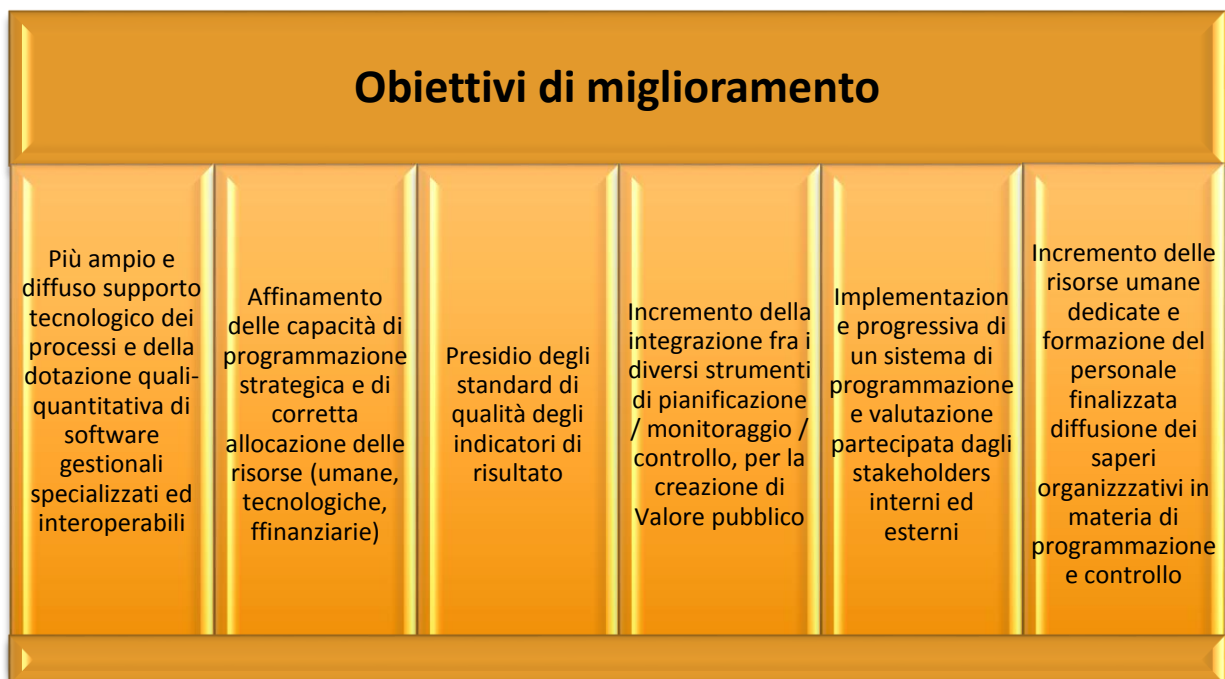 Obiettivi di miglioramento
Più ampio e
diffuso supporto
tecnologico dei
processi e della
dotazione quali-
quantitativa di
software
gestionali
specializzati ed
interoperabili
Affinamento
delle capacità di
programmazione
strategica e di
corretta
allocazione delle
risorse (umane,
tecnologiche,
ffinanziarie)
Presidio degli
standard di
qualità degli
indicatori di
risultato
Incremento della
integrazione fra i
diversi strumenti
di pianificazione
/ monitoraggio /
controllo, per la
creazione di
Valore pubblico
Implementazion
e progressiva di
un sistema di
programmazione
e valutazione
partecipata dagli
stakeholders
interni ed
esterni
Incremento delle
risorse umane
dedicate e
formazione del
personale
finalizzata
diffusione dei
saperi
organizzzativi in
materia di
programmazione
e controllo